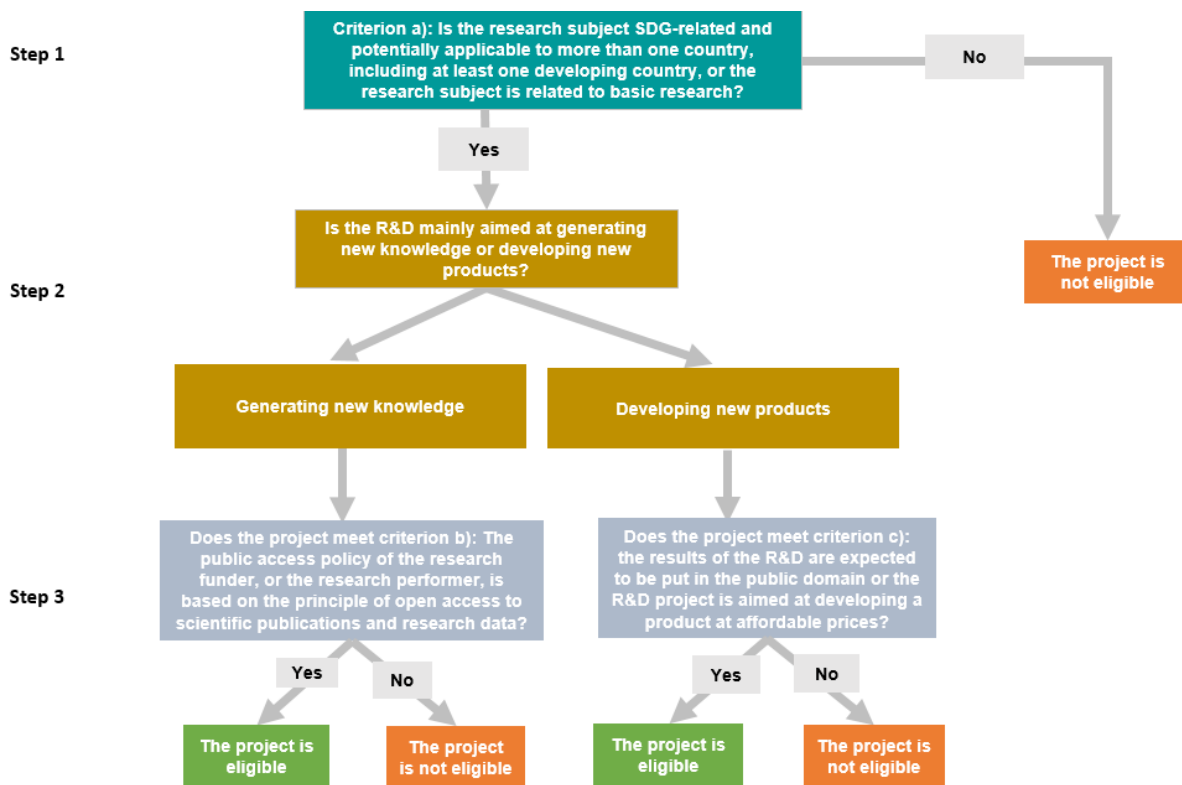 Step 1
Criterion a): Is the research subject SDG-related and
potentially applicable to more than one country,
including at least one developing country, or the
research subject is related to basic research?
No
Yes
Is the R&D mainly aimed at generating
new knowledge or developing new
products?
The project is
not eligible
Step 2
Generating new knowledge
Developing new products
Step 3
Does the project meet criterion b): The
public access policy of the research
funder, or the research performer, is
based on the principle of open access to
scientific publications and research data?
Does the project meet criterion c):
the results of the R&D are expected
to be put in the public domain or the
R&D project is aimed at developing a
product at affordable prices?
Yes
No
Yes
No
The project is
eligible
The project
is not eligible
The project is
eligible
The project is
not eligible